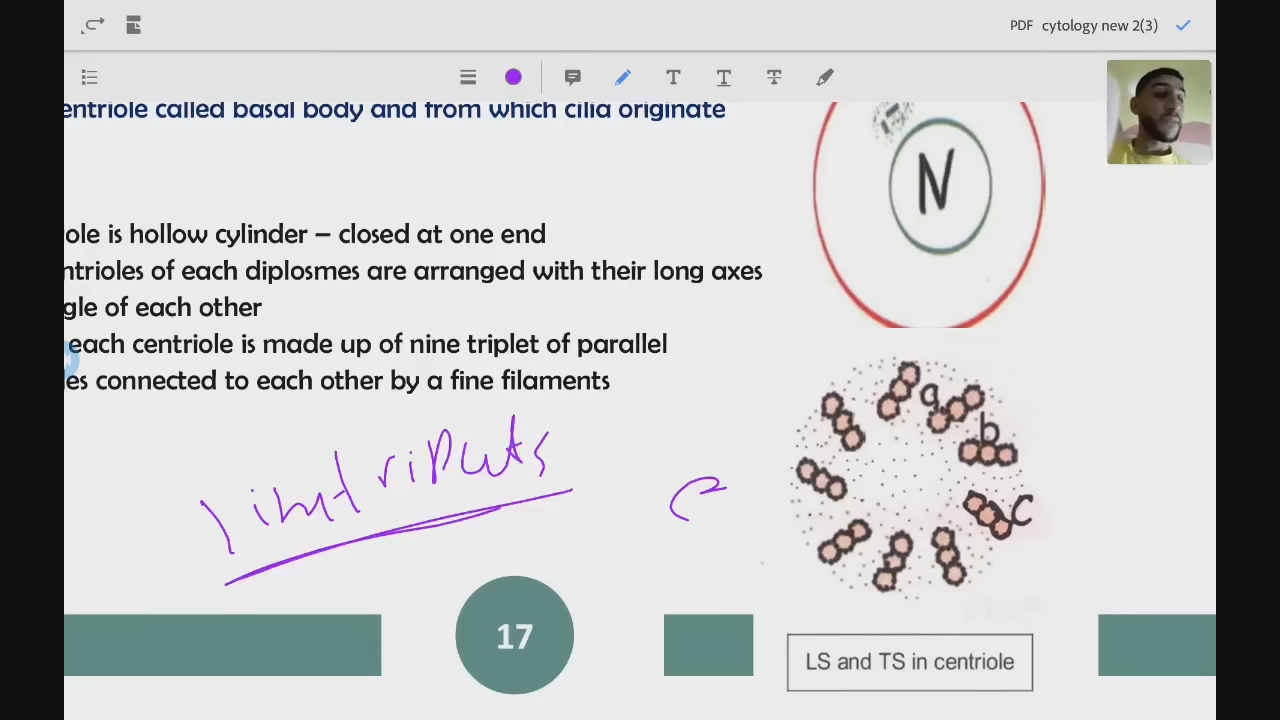 PDF cytology new 2(3)
entriole called basal body and from which cilia originate
N
ole is hollow cylinder – closed at one end
ntrioles of each diplosmes are arranged with their long axes
gle of each other
each centriole is made up of nine triplet of parallel
es connected to each other by a fine filaments
a
b
c
17
LS and TS in centriole